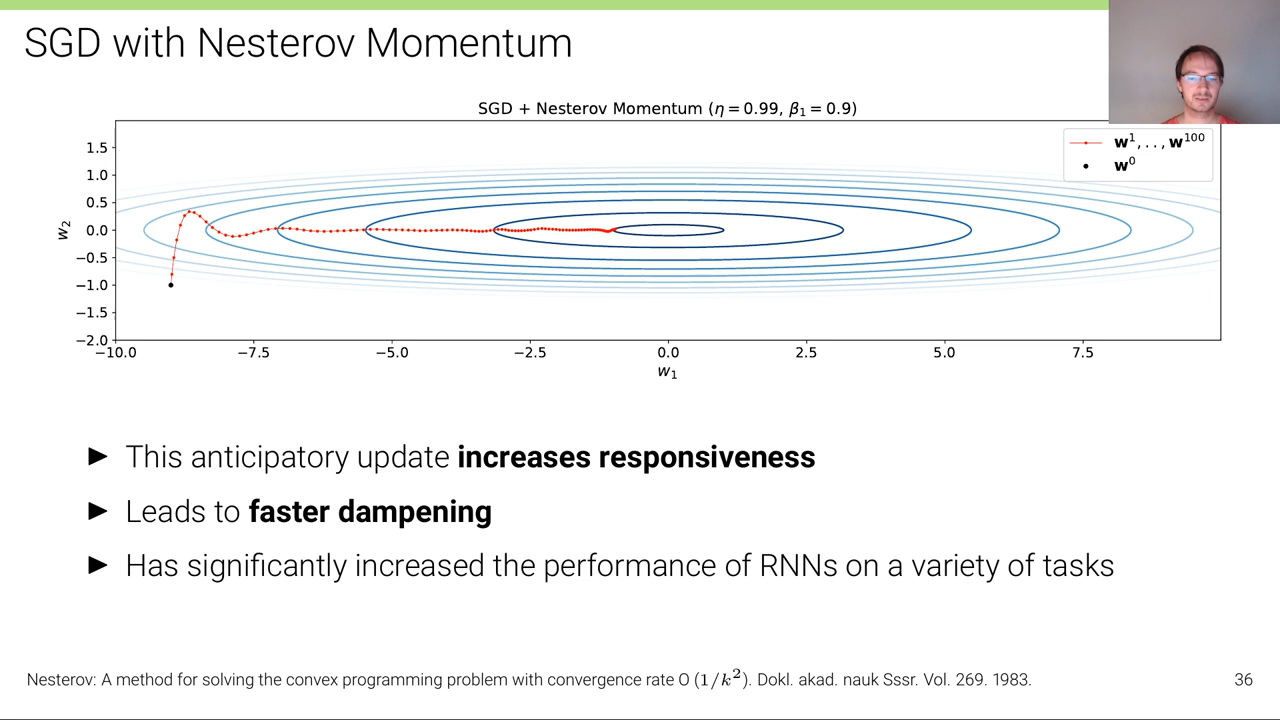 SGD with Nesterov Momentum
SGD + Nesterov Momentum (η = 0.99, β₁ = 0.9)
w¹, . . , w¹⁰⁰
w⁰
1.5
1.0
0.5
0.0
−0.5
−1.0
−1.5
−2.0
w₂
−10.0 −7.5 −5.0 −2.5 0.0 2.5 5.0 7.5
w₁
► This anticipatory update increases responsiveness
► Leads to faster dampening
► Has significantly increased the performance of RNNs on a variety of tasks
Nesterov: A method for solving the convex programming problem with convergence rate O (1/k²). Dokl. akad. nauk Sssr. Vol. 269. 1983.
36